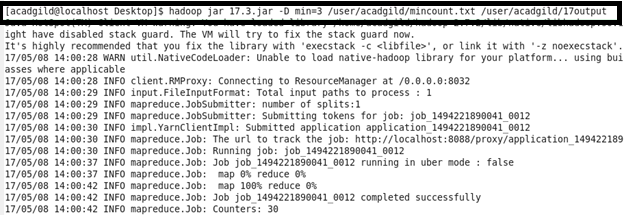 [acadgild@localhost Desktop]$ hadoop jar 17.3.jar -D min=3 /user/acadgild/mincount.txt /user/acadgild/17output
ight have disabled stack guard. The VM will try to fix the stack guard now.
It's highly recommended that you fix the library with 'execstack -c <libfile>', or link it with '-z noexecstack'.
17/05/08 14:00:28 WARN util.NativeCodeLoader: Unable to load native-hadoop library for your platform... using bui
asses where applicable
17/05/08 14:00:28 INFO client.RMProxy: Connecting to ResourceManager at /0.0.0.0:8032
17/05/08 14:00:29 INFO input.FileInputFormat: Total input paths to process : 1
17/05/08 14:00:29 INFO mapreduce.JobSubmitter: number of splits:1
17/05/08 14:00:29 INFO mapreduce.JobSubmitter: Submitting tokens for job: job_1494221890041_0012
17/05/08 14:00:30 INFO impl.YarnClientImpl: Submitted application application_1494221890041_0012
17/05/08 14:00:30 INFO mapreduce.Job: The url to track the job: http://localhost:8088/proxy/application_149422189
17/05/08 14:00:30 INFO mapreduce.Job: Running job: job_1494221890041_0012
17/05/08 14:00:37 INFO mapreduce.Job: Job job_1494221890041_0012 running in uber mode : false
17/05/08 14:00:37 INFO mapreduce.Job:  map 0% reduce 0%
17/05/08 14:00:42 INFO mapreduce.Job:  map 100% reduce 0%
17/05/08 14:00:42 INFO mapreduce.Job: Job job_1494221890041_0012 completed successfully
17/05/08 14:00:42 INFO mapreduce.Job: Counters: 30